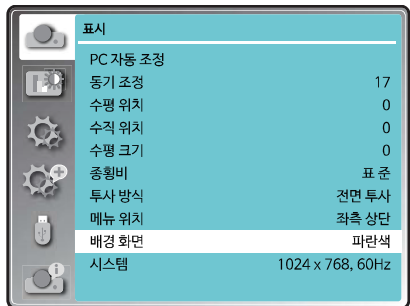 표시
PC 자동 조정
동기 조정 17
수평 위치 0
수직 위치 0
수평 크기 0
종횡비 표 준
투사 방식 전면 투사
메뉴 위치 좌측 상단
배경 화면 파란색
시스템 1024 x 768, 60Hz